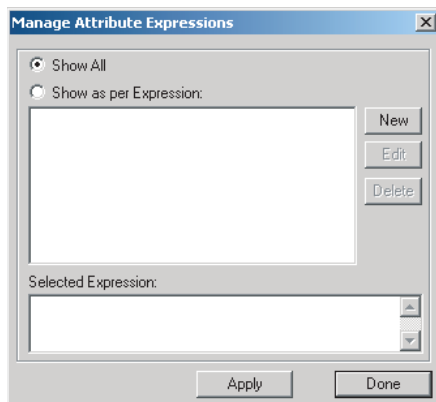 Manage Attribute Expressions
Show All
Show as per Expression:
New
Edit
Delete
Selected Expression:
Apply Done